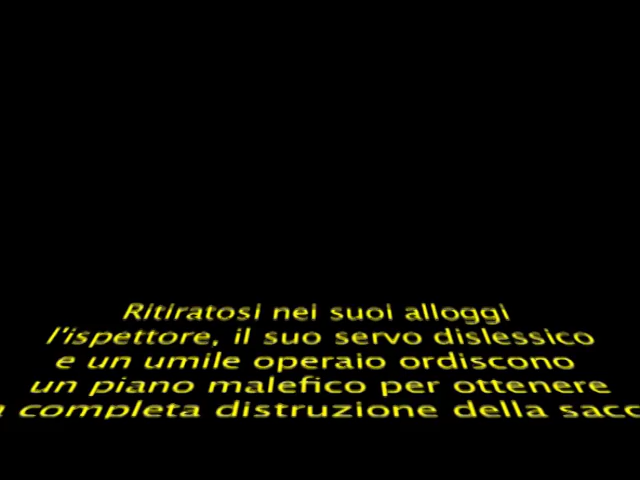 Ritiratosi nei suoi alloggi
l'ispettore, il suo servo dislessico
e un umile operaio ordiscono
un piano malefico per ottenere
completa distruzione della